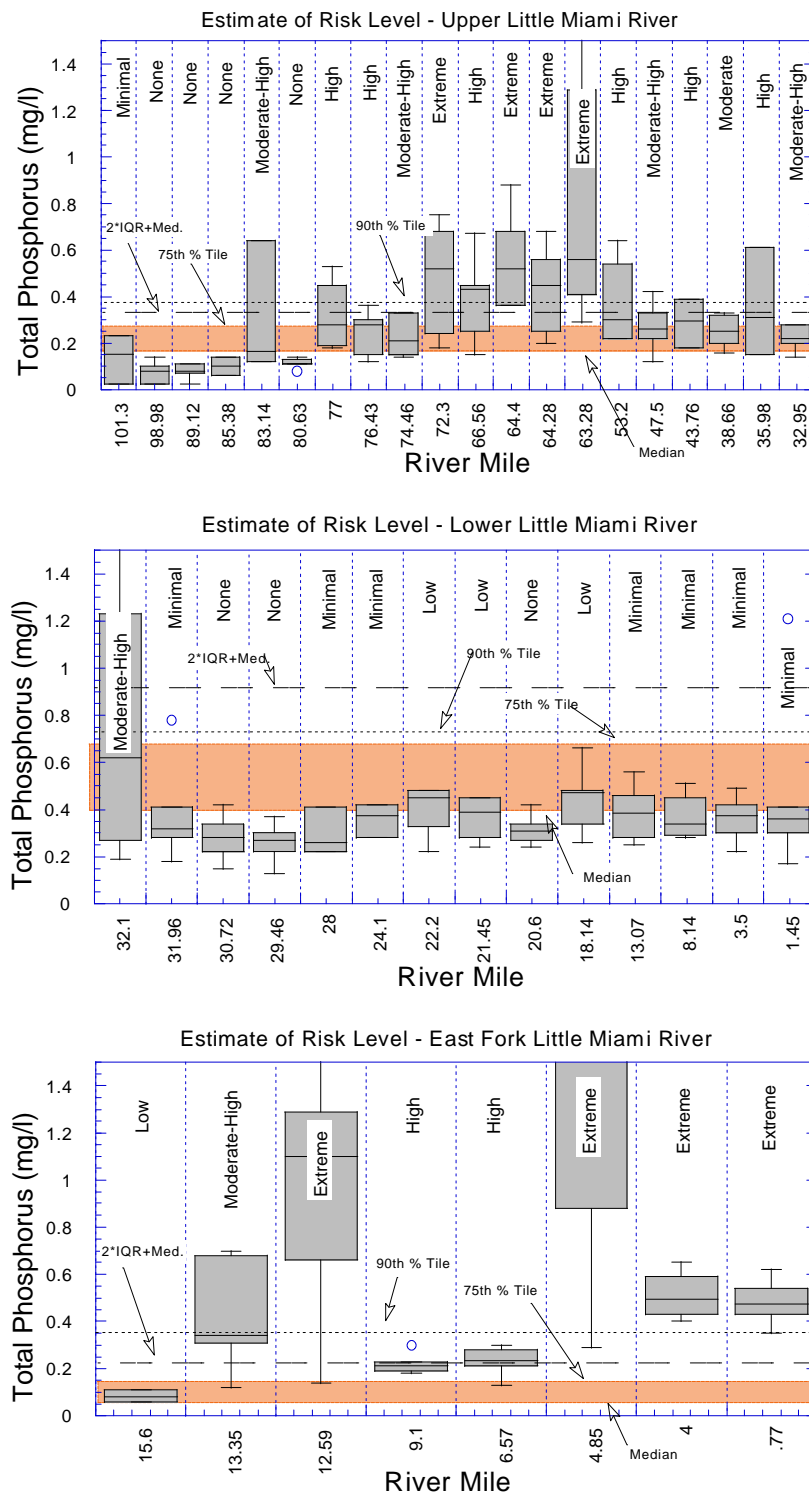 Estimate of Risk Level - Upper Little Miami River
Total Phosphorus (mg/l)
1.4
1.2
1
0.8
0.6
0.4
0.2
0
Minimal
None
None
None
Moderate-High
None
High
High
Moderate-High
Extreme
High
Extreme
Extreme
Extreme
High
Moderate-High
High
Moderate
High
Moderate-High
2*IQR+Med.
75th % Tile
90th % Tile
Median
101.3
98.98
89.12
85.38
83.14
80.63
77
76.43
74.46
72.3
66.56
64.4
64.28
63.28
53.2
47.5
43.76
38.66
35.98
32.95
River Mile
Estimate of Risk Level - Lower Little Miami River
Total Phosphorus (mg/l)
1.4
1.2
1
0.8
0.6
0.4
0.2
0
Moderate-High
Minimal
None
None
Minimal
Minimal
Low
Low
None
Low
Minimal
Minimal
Minimal
Minimal
2*IQR+Med.
90th % Tile
75th % Tile
Median
32.1
31.96
30.72
29.46
28
24.1
22.2
21.45
20.6
18.14
13.07
8.14
3.5
1.45
River Mile
Estimate of Risk Level - East Fork Little Miami River
Total Phosphorus (mg/l)
1.4
1.2
1
0.8
0.6
0.4
0.2
0
Low
Moderate-High
Extreme
High
High
Extreme
Extreme
Extreme
2*IQR+Med.
90th % Tile
75th % Tile
Median
15.6
13.35
12.59
9.1
6.57
4.85
4
.77
River Mile